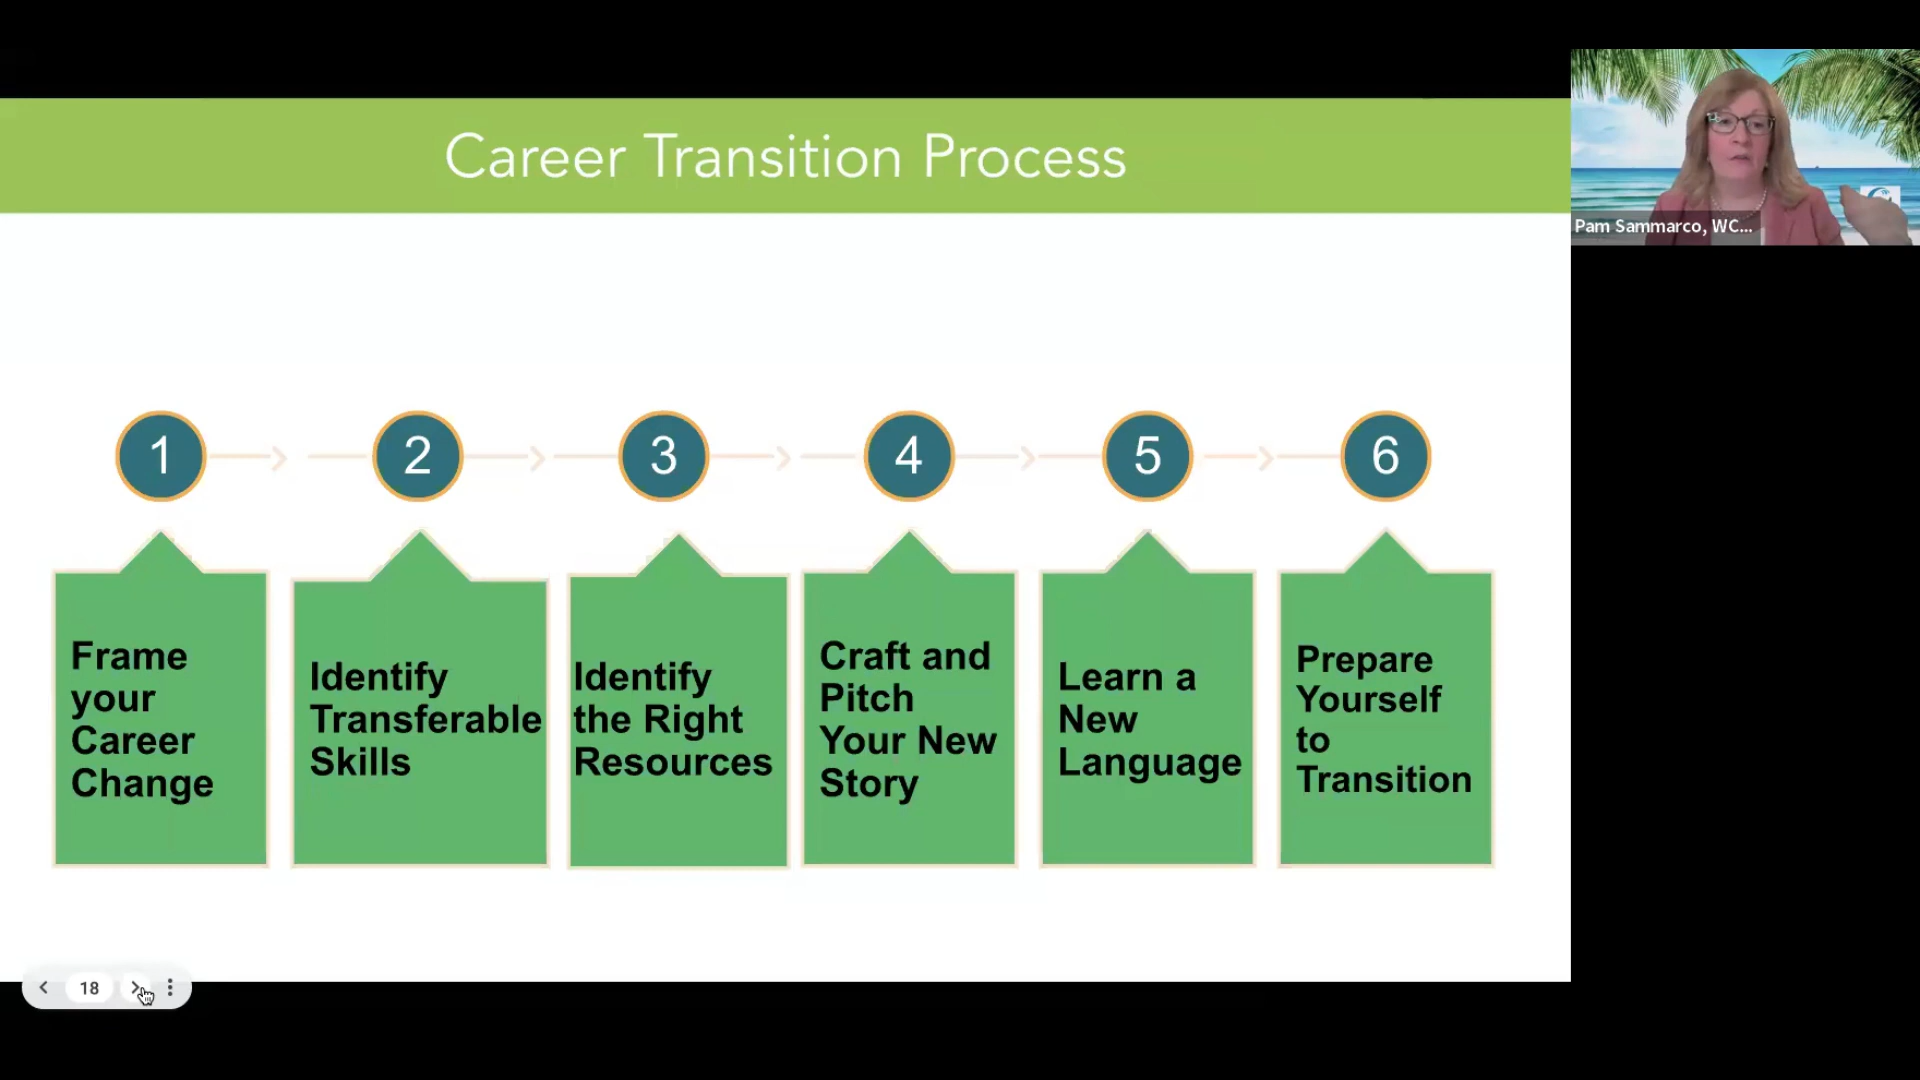 Career Transition Process
Pam Sammarco, WC...
1
2
3
4
5
6
Frame
your
Career
Change
Identify
Transferable
Skills
Identify
the Right
Resources
Craft and
Pitch
Your New
Story
Learn a
New
Language
Prepare
Yourself
to
Transition
18